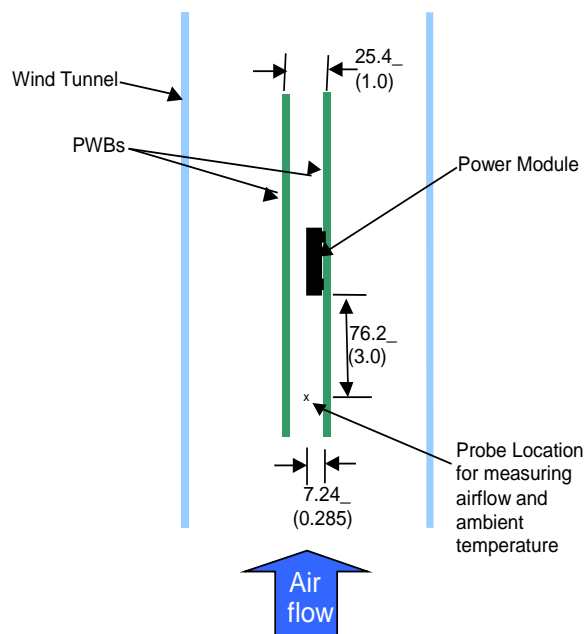 25.4_
(1.0)
Wind Tunnel
PWBs
Power Module
76.2_
(3.0)
x
Probe Location
for measuring
airflow and
ambient
temperature
7.24_
(0.285)
Air
flow